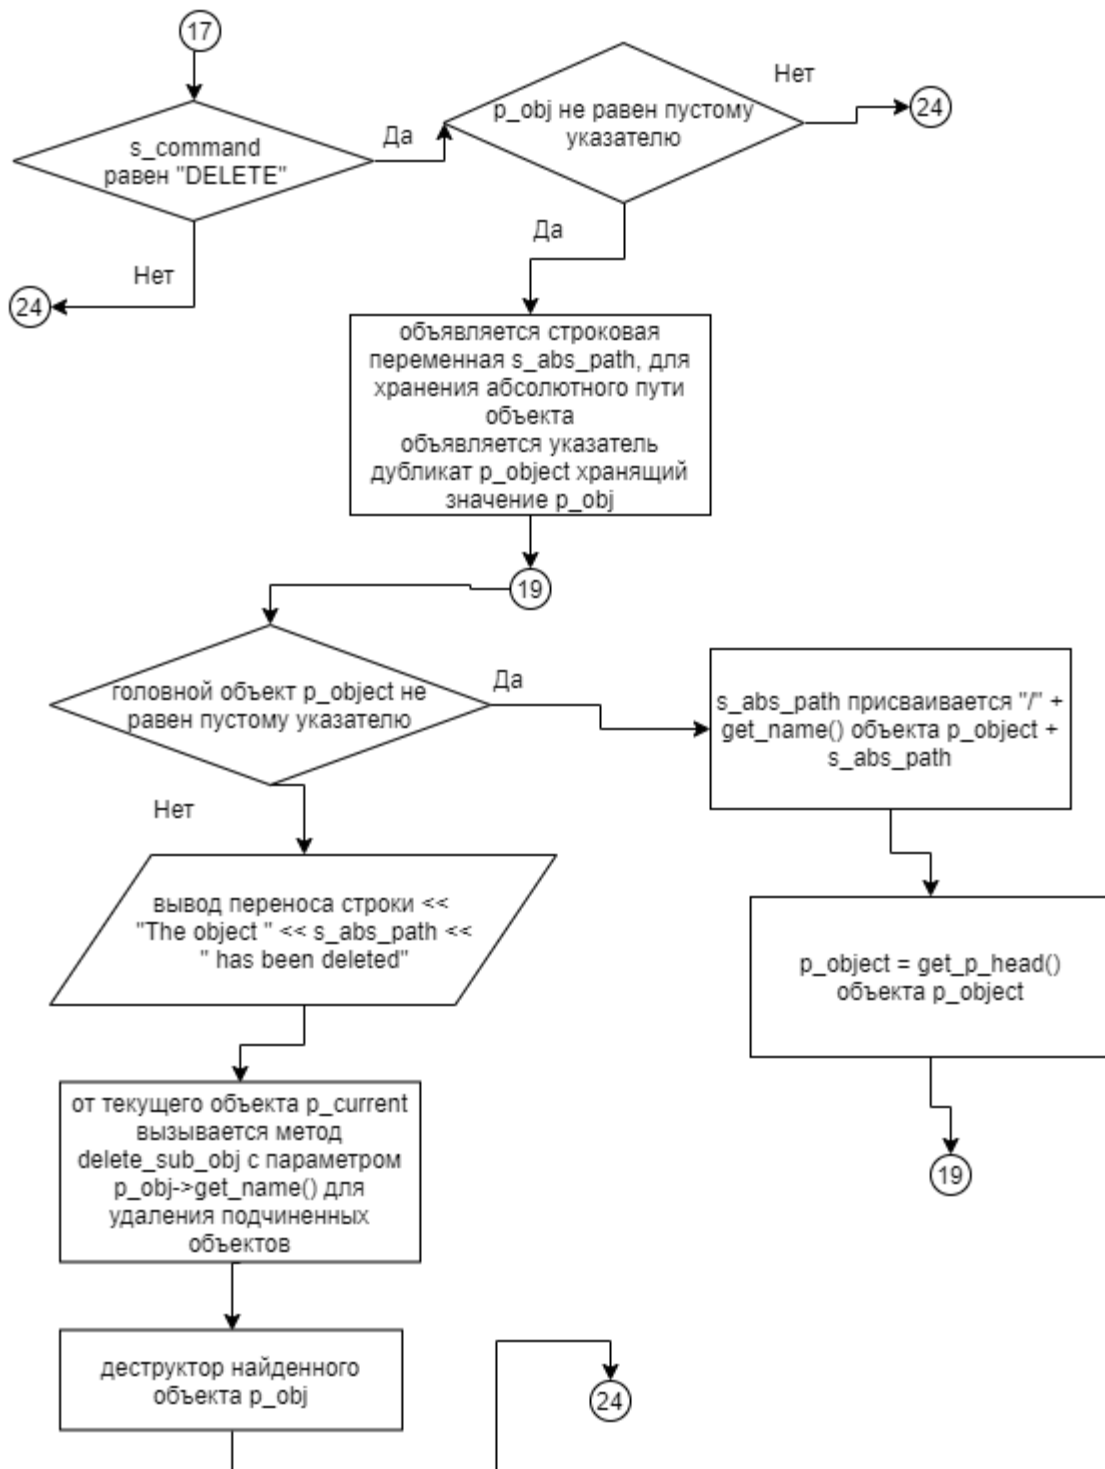 17
s_command
равен "DELETE"
Да
p_obj не равен пустому
указателю
Нет
24
Нет
24
Да
объявляется строковая
переменная s_abs_path, для
хранения абсолютного пути
объекта
объявляется указатель
дубликат p_object хранящий
значение p_obj
19
головной объект p_object не
равен пустому указателю
Да
s_abs_path присваивается "/" +
get_name() объекта p_object +
s_abs_path
Нет
вывод переноса строки <<
"The object " << s_abs_path <<
" has been deleted"
p_object = get_p_head()
объекта p_object
19
от текущего объекта p_current
вызывается метод
delete_sub_obj с параметром
p_obj->get_name() для
удаления подчиненных
объектов
деструктор найденного
объекта p_obj
24